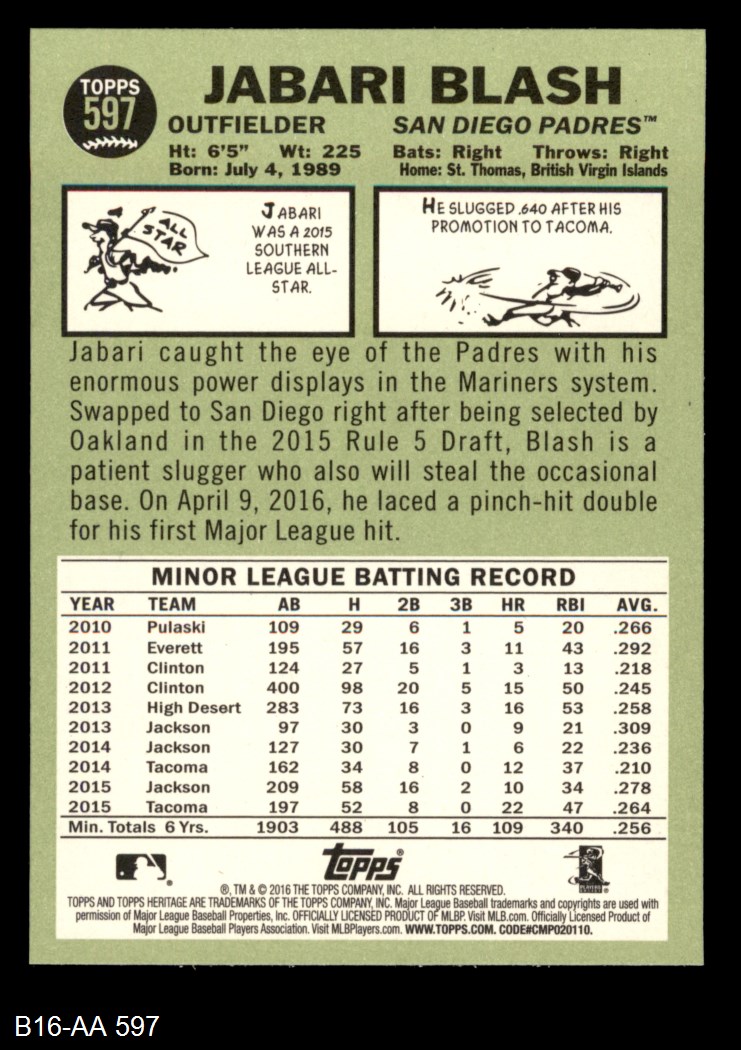 TOPPS
597
JABARI BLASH
OUTFIELDER SAN DIEGO PADRES™
Ht: 6'5" Wt: 225 Bats: Right Throws: Right
Born: July 4, 1989 Home: St. Thomas, British Virgin Islands
ALL
STAR
JABARI
WAS A 2015
SOUTHERN
LEAGUE ALL-
STAR.
HE SLUGGED .640 AFTER HIS
PROMOTION TO TACOMA.
Jabari caught the eye of the Padres with his
enormous power displays in the Mariners system.
Swapped to San Diego right after being selected by
Oakland in the 2015 Rule 5 Draft, Blash is a
patient slugger who also will steal the occasional
base. On April 9, 2016, he laced a pinch-hit double
for his first Major League hit.
MINOR LEAGUE BATTING RECORD
YEAR TEAM AB H 2B 3B HR RBI AVG.
2010 Pulaski 109 29 6 1 5 20 .266
2011 Everett 195 57 16 3 11 43 .292
2011 Clinton 124 27 5 1 3 13 .218
2012 Clinton 400 98 20 5 15 50 .245
2013 High Desert 283 73 16 3 16 53 .258
2013 Jackson 97 30 3 0 9 21 .309
2014 Jackson 127 30 7 1 6 22 .236
2014 Tacoma 162 34 8 0 12 37 .210
2015 Jackson 209 58 16 2 10 34 .278
2015 Tacoma 197 52 8 0 22 47 .264
Min. Totals 6 Yrs. 1903 488 105 16 109 340 .256
topps®
®, TM & © 2016 THE TOPPS COMPANY, INC. ALL RIGHTS RESERVED.
TOPPS AND TOPPS HERITAGE ARE TRADEMARKS OF THE TOPPS COMPANY, INC. Major League Baseball trademarks and copyrights are used with
permission of Major League Baseball Properties, Inc. OFFICIALLY LICENSED PRODUCT OF MLBP. Visit MLB.com. Officially Licensed Product of
Major League Baseball Players Association. Visit MLBPlayers.com. WWW.TOPPS.COM. CODE#CMP020110.
B16-AA 597